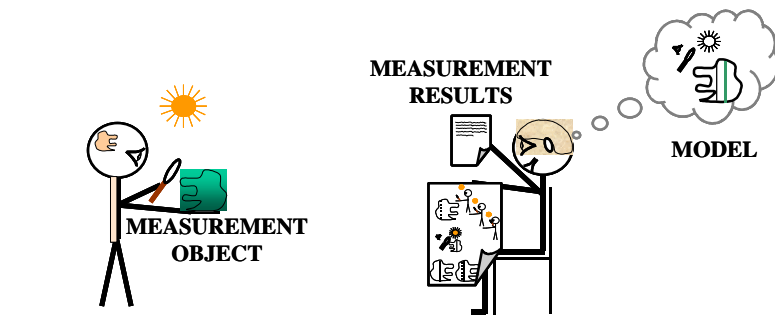 MEASUREMENT
OBJECT
MEASUREMENT
RESULTS
MODEL